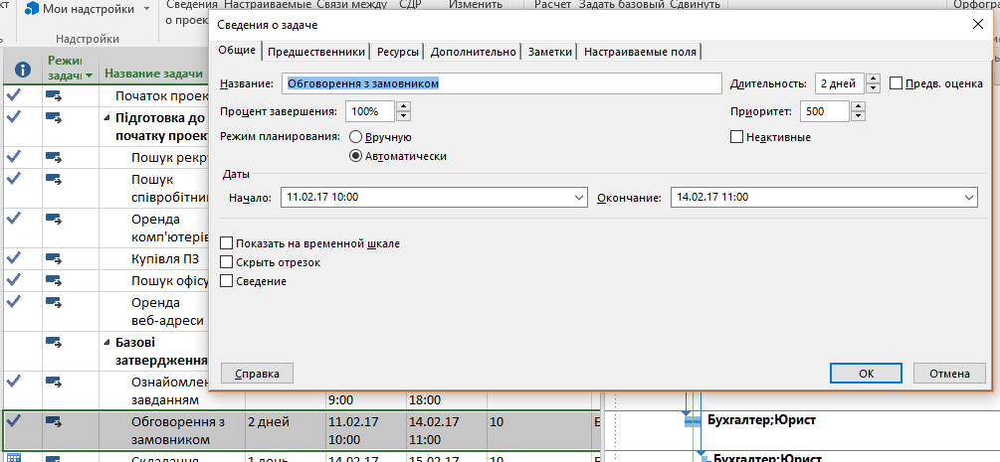 Мои надстройки
Надстройки
Сведения
Настраиваемые
Связи между
СДР
Изменить
Расчет
Задать базовый
Сдвинуть
о проек
Режим
задачи
Название задачи
Початок проек
Підготовка до
початку проек
Пошук рекр
Пошук
співробітни
Оренда
комп'ютерів
Купівля ПЗ
Пошук офісу
Оренда
веб-адреси
Базові
затвердження
Ознайомлен
завданням
9:00
18:00
Обговорення з
замовником
2 дней
11.02.17
10:00
14.02.17
11:00
10
Складання
1 день
14.02.17
15.02.17
10
Бухгалтер;Юрист
Бухгалтер;Юрист
Сведения о задаче
Общие
Предшественники
Ресурсы
Дополнительно
Заметки
Настраиваемые поля
Название:
Обговорення з замовником
Длительность:
2 дней
Предв. оценка
Процент завершения:
100%
Приоритет:
500
Режим планирования:
Вручную
Неактивные
Автоматически
Даты
Начало:
11.02.17 10:00
Окончание:
14.02.17 11:00
Показать на временной шкале
Скрыть отрезок
Сведение
Справка
ОК
Отмена